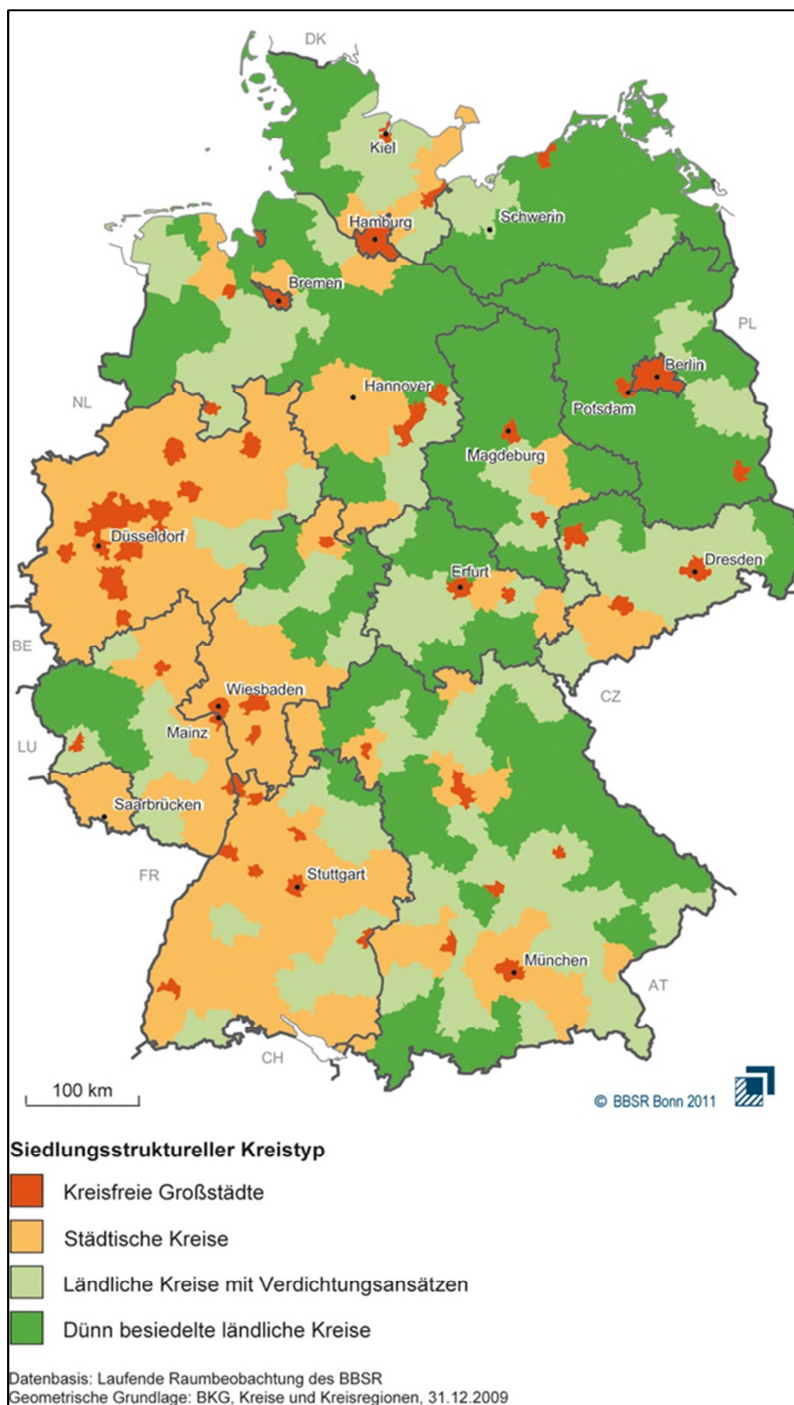 DK
Kiel
Hamburg
Schwerin
Bremen
PL
Berlin
Hannover
Potsdam
NL
Magdeburg
Düsseldorf
Erfurt
Dresden
BE
Wiesbaden
CZ
Mainz
LU
Saarbrücken
FR
Stuttgart
München
AT
CH
100 km
© BBSR Bonn 2011
Siedlungsstruktureller Kreistyp
Kreisfreie Großstädte
Städtische Kreise
Ländliche Kreise mit Verdichtungsansätzen
Dünn besiedelte ländliche Kreise
Datenbasis: Laufende Raumbeobachtung des BBSR
Geometrische Grundlage: BKG, Kreise und Kreisregionen, 31.12.2009